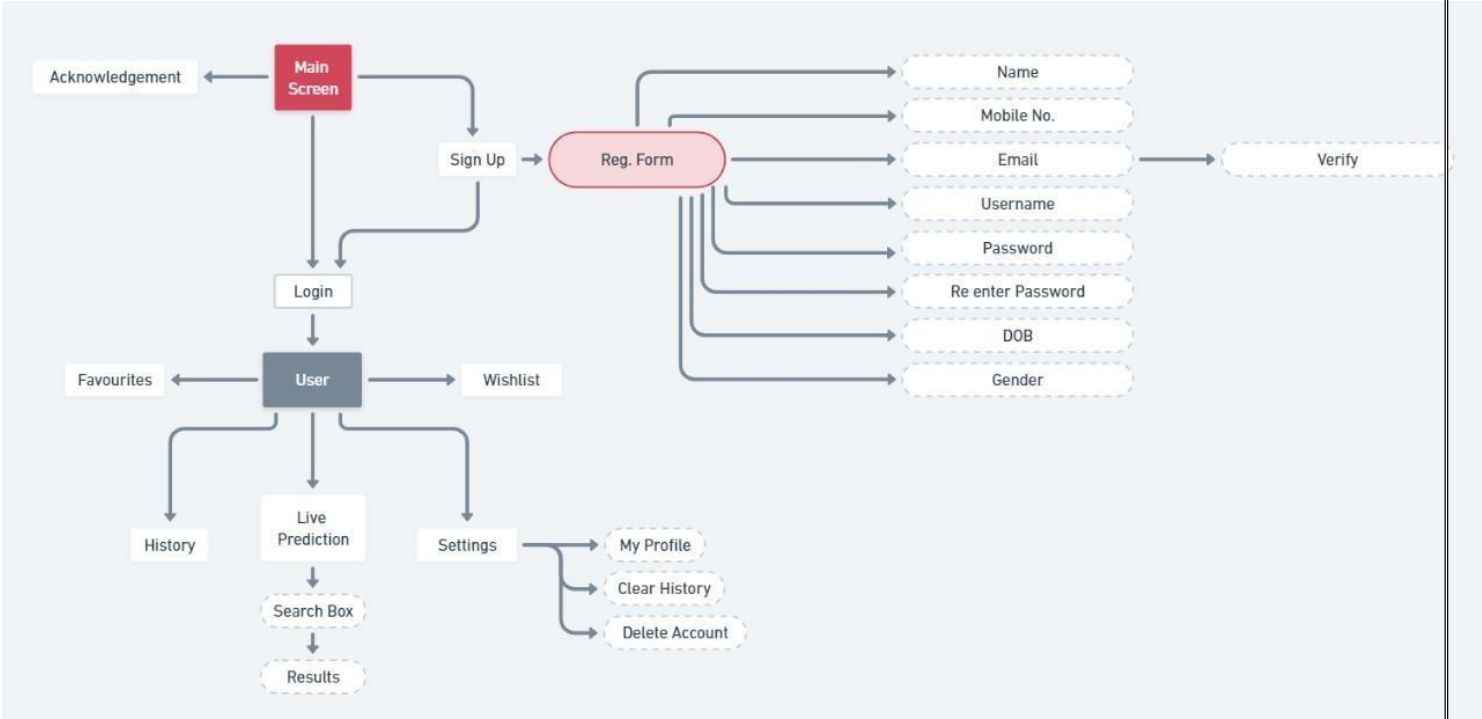 Acknowledgement
Main
Screen
Name
Mobile No.
Sign Up
Reg. Form
Email
Verify
Username
Password
Re enter Password
DOB
Gender
Login
Favourites
User
Wishlist
History
Live
Prediction
Settings
My Profile
Clear History
Delete Account
Search Box
Results